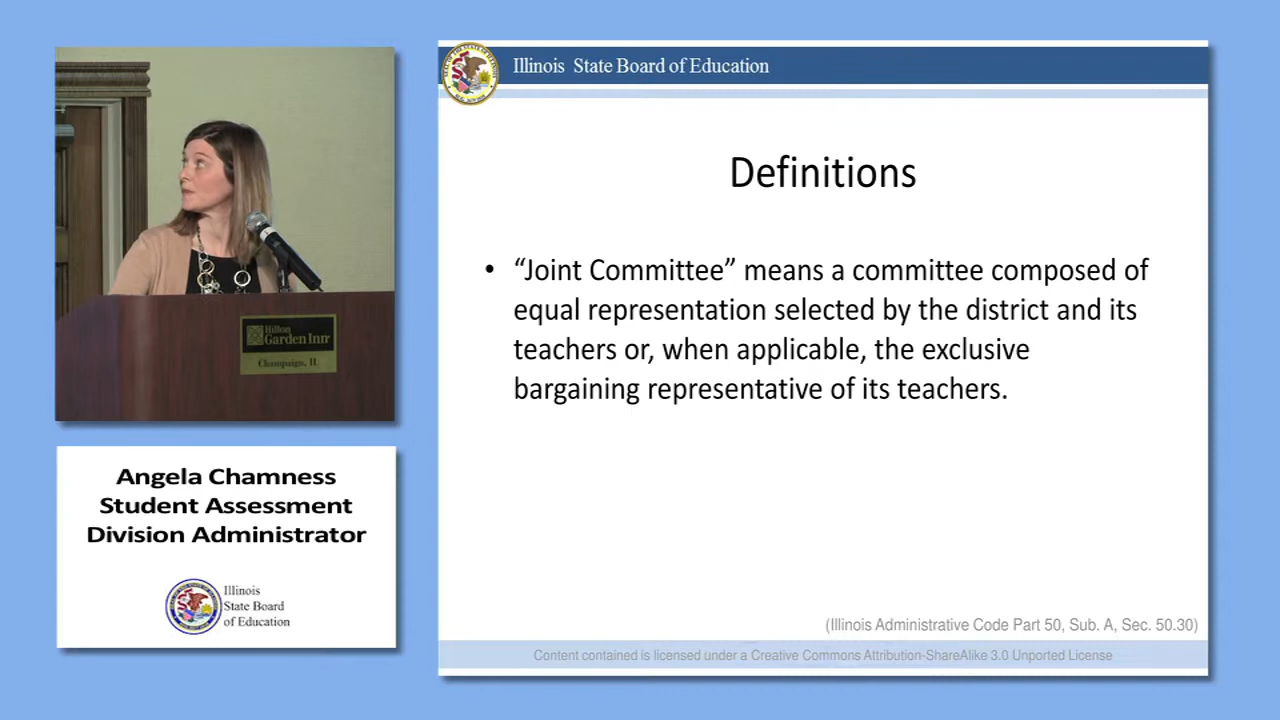 Illinois State Board of Education
Definitions
• “Joint Committee” means a committee composed of
equal representation selected by the district and its
teachers or, when applicable, the exclusive
bargaining representative of its teachers.
(Illinois Administrative Code Part 50, Sub. A, Sec. 50.30)
Content contained is licensed under a Creative Commons Attribution-ShareAlike 3.0 Unported License
Hilton
Garden Inn
Champaign, IL
Angela Chamness
Student Assessment
Division Administrator
Illinois
State Board
of Education